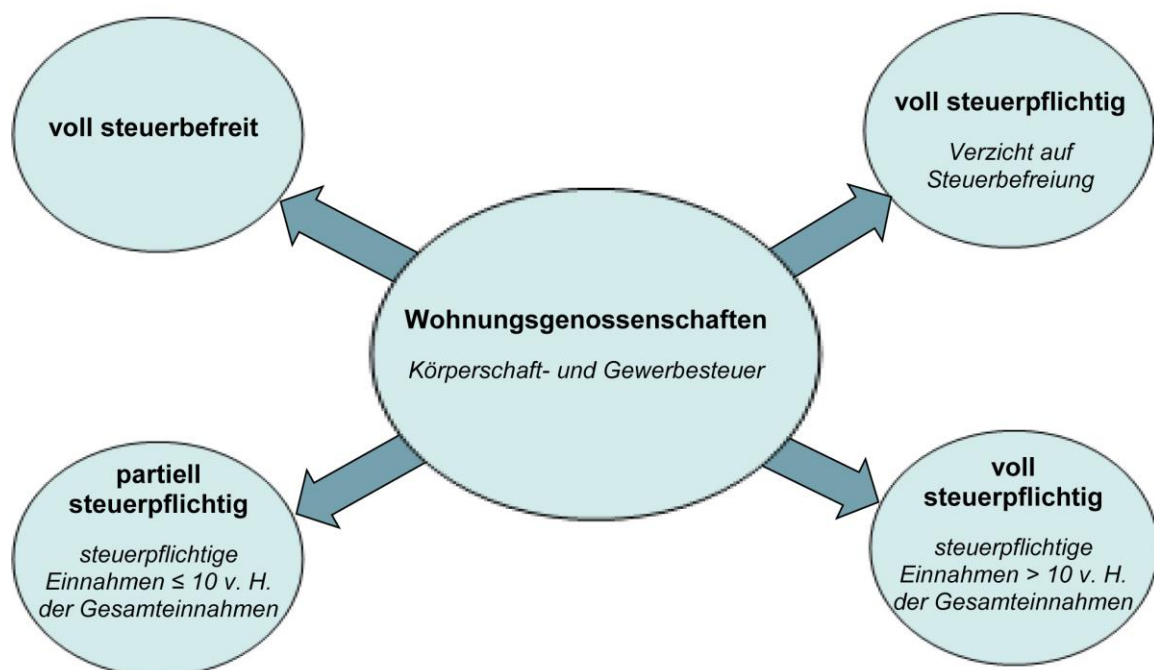 voll steuerbefreit
voll steuerpflichtig
Verzicht auf
Steuerbefreiung
Wohnungsgenossenschaften
Körperschaft- und Gewerbesteuer
partiell
steuerpflichtig
steuerpflichtige
Einnahmen ≤ 10 v. H.
der Gesamteinnahmen
voll
steuerpflichtig
steuerpflichtige
Einnahmen > 10 v. H.
der Gesamteinnahmen